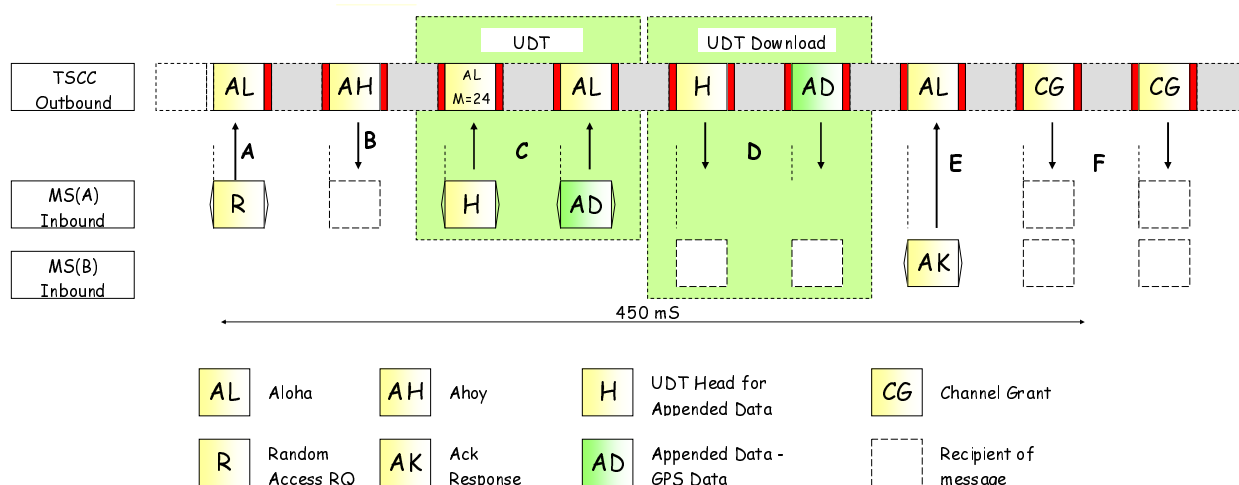 UDT
UDT Download
TSCC
Outbound
AL
AH
AL
M=24
AL
H
AD
AL
CG
CG
A
B
C
D
E
F
MS(A)
Inbound
R
H
AD
MS(B)
Inbound
AK
450 mS
AL
Aloha
AH
Ahoy
H
UDT Head for
Appended Data
CG
Channel Grant
R
Random
Access RQ
AK
Ack
Response
AD
Appended Data -
GPS Data
Recipient of
message